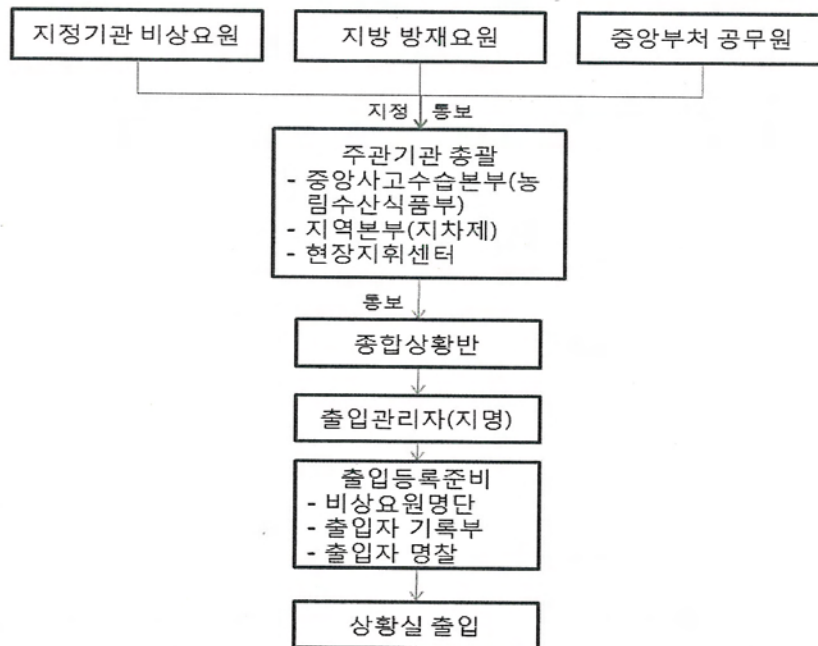 지정기관 비상요원
지방 방재요원
중앙부처 공무원
지정 통보
주관기관 총괄
- 중앙사고수습본부(농
림수산식품부)
- 지역본부(지차제)
- 현장지휘센터
통보
종합상황반
출입관리자(지명)
출입등록준비
- 비상요원명단
- 출입자 기록부
- 출입자 명찰
상황실 출입